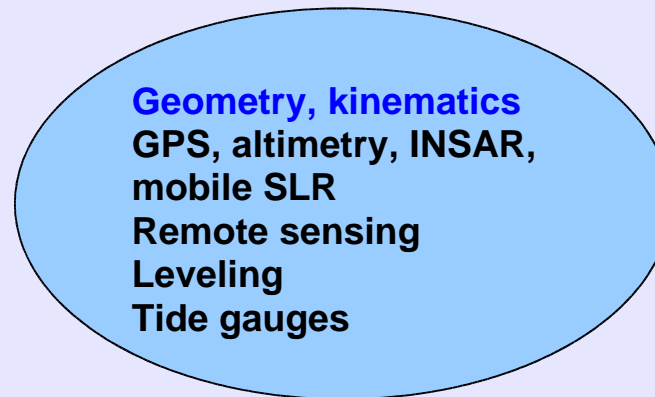 Geometry, kinematics
GPS, altimetry, INSAR,
mobile SLR
Remote sensing
Leveling
Tide gauges